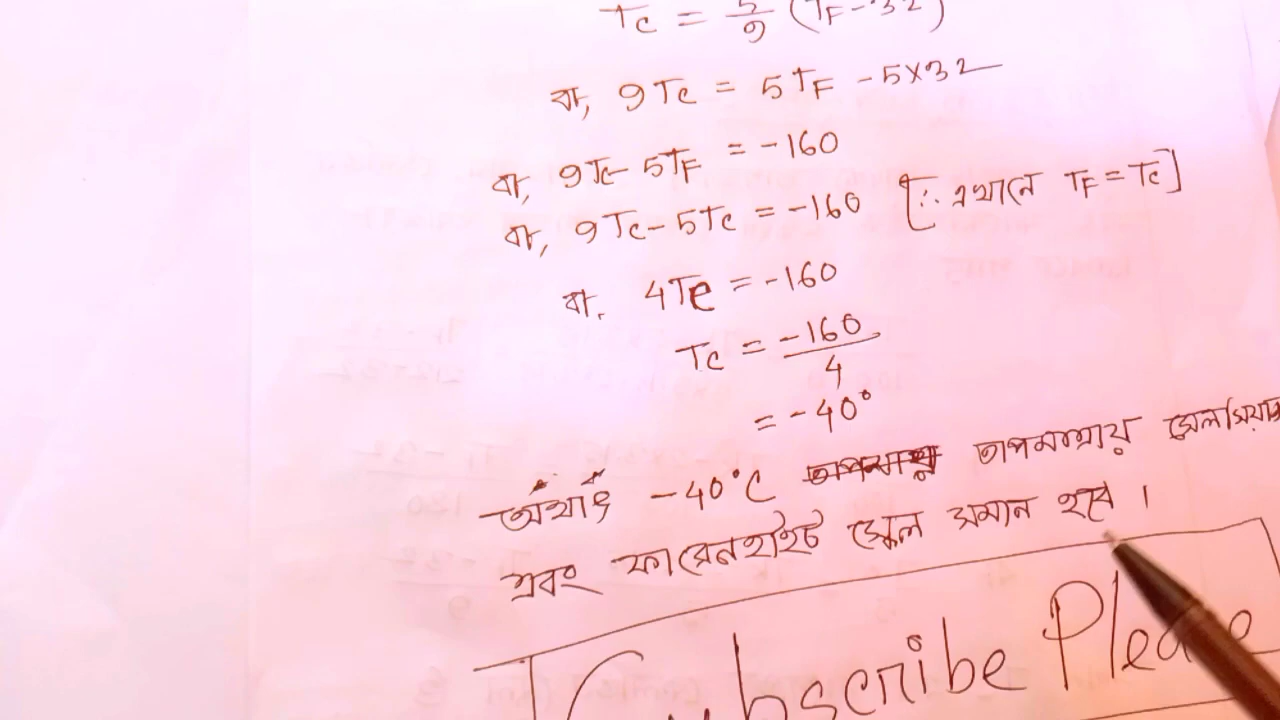 Tc = 5/9 (TF - 32)
বা, 9Tc = 5TF - 5×32
বা, 9Tc - 5TF = -160
বা, 9Tc - 5Tc = -160 [∴ এখানে TF = Tc]
বা, 4Tc = -160
Tc = -160/4
= -40°
অর্থাৎ -40°C তাপমাত্রায় সেলসিয়াস
এবং ফারেনহাইট স্কেল সমান হবে ।
Subscribe Please